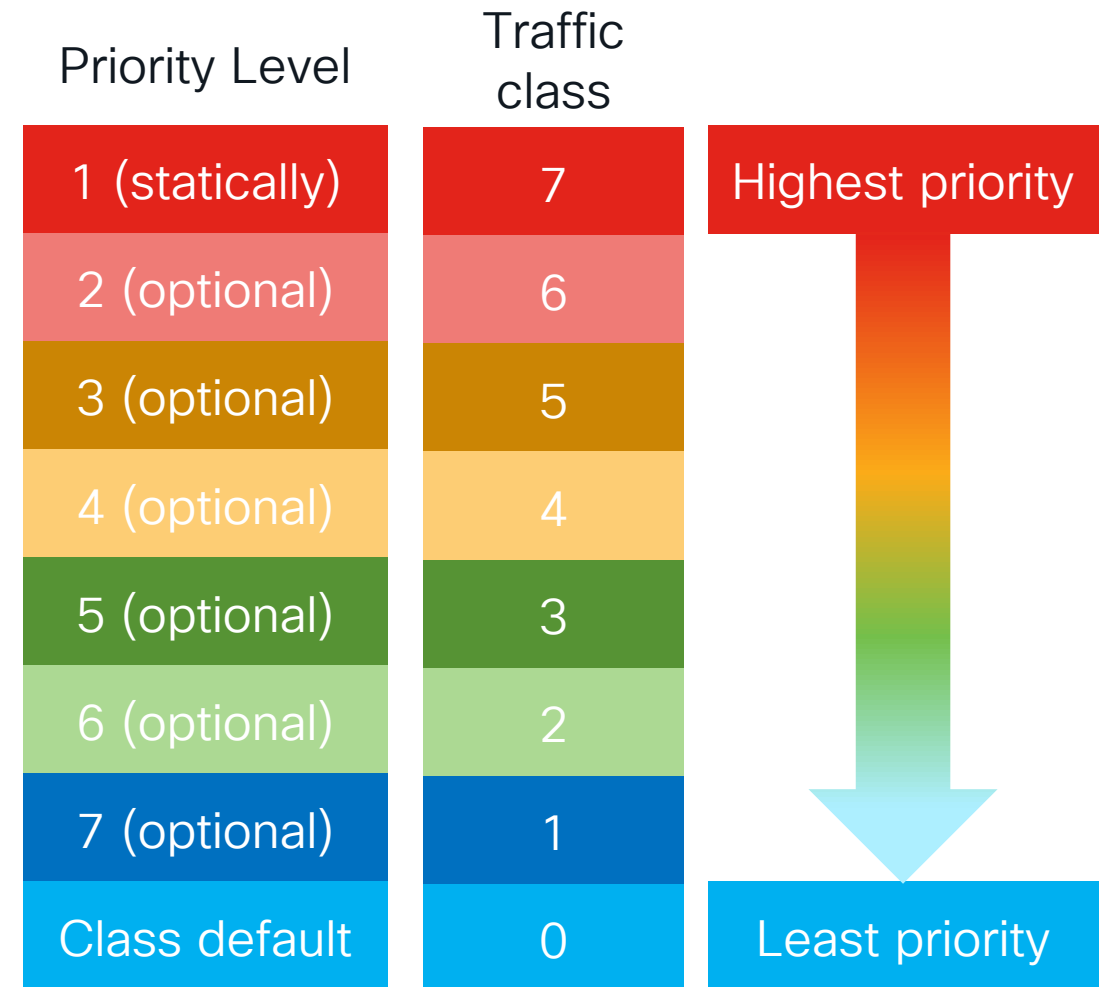 Priority Level
Traffic
class
1 (statically)
7
Highest priority
2 (optional)
6
3 (optional)
5
4 (optional)
4
5 (optional)
3
6 (optional)
2
7 (optional)
1
Class default
0
Least priority